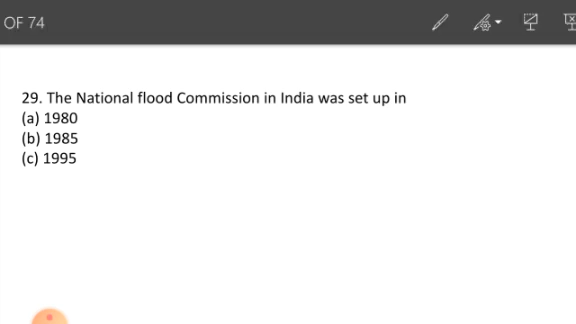 OF 74
29. The National flood Commission in India was set up in
(a) 1980
(b) 1985
(c) 1995